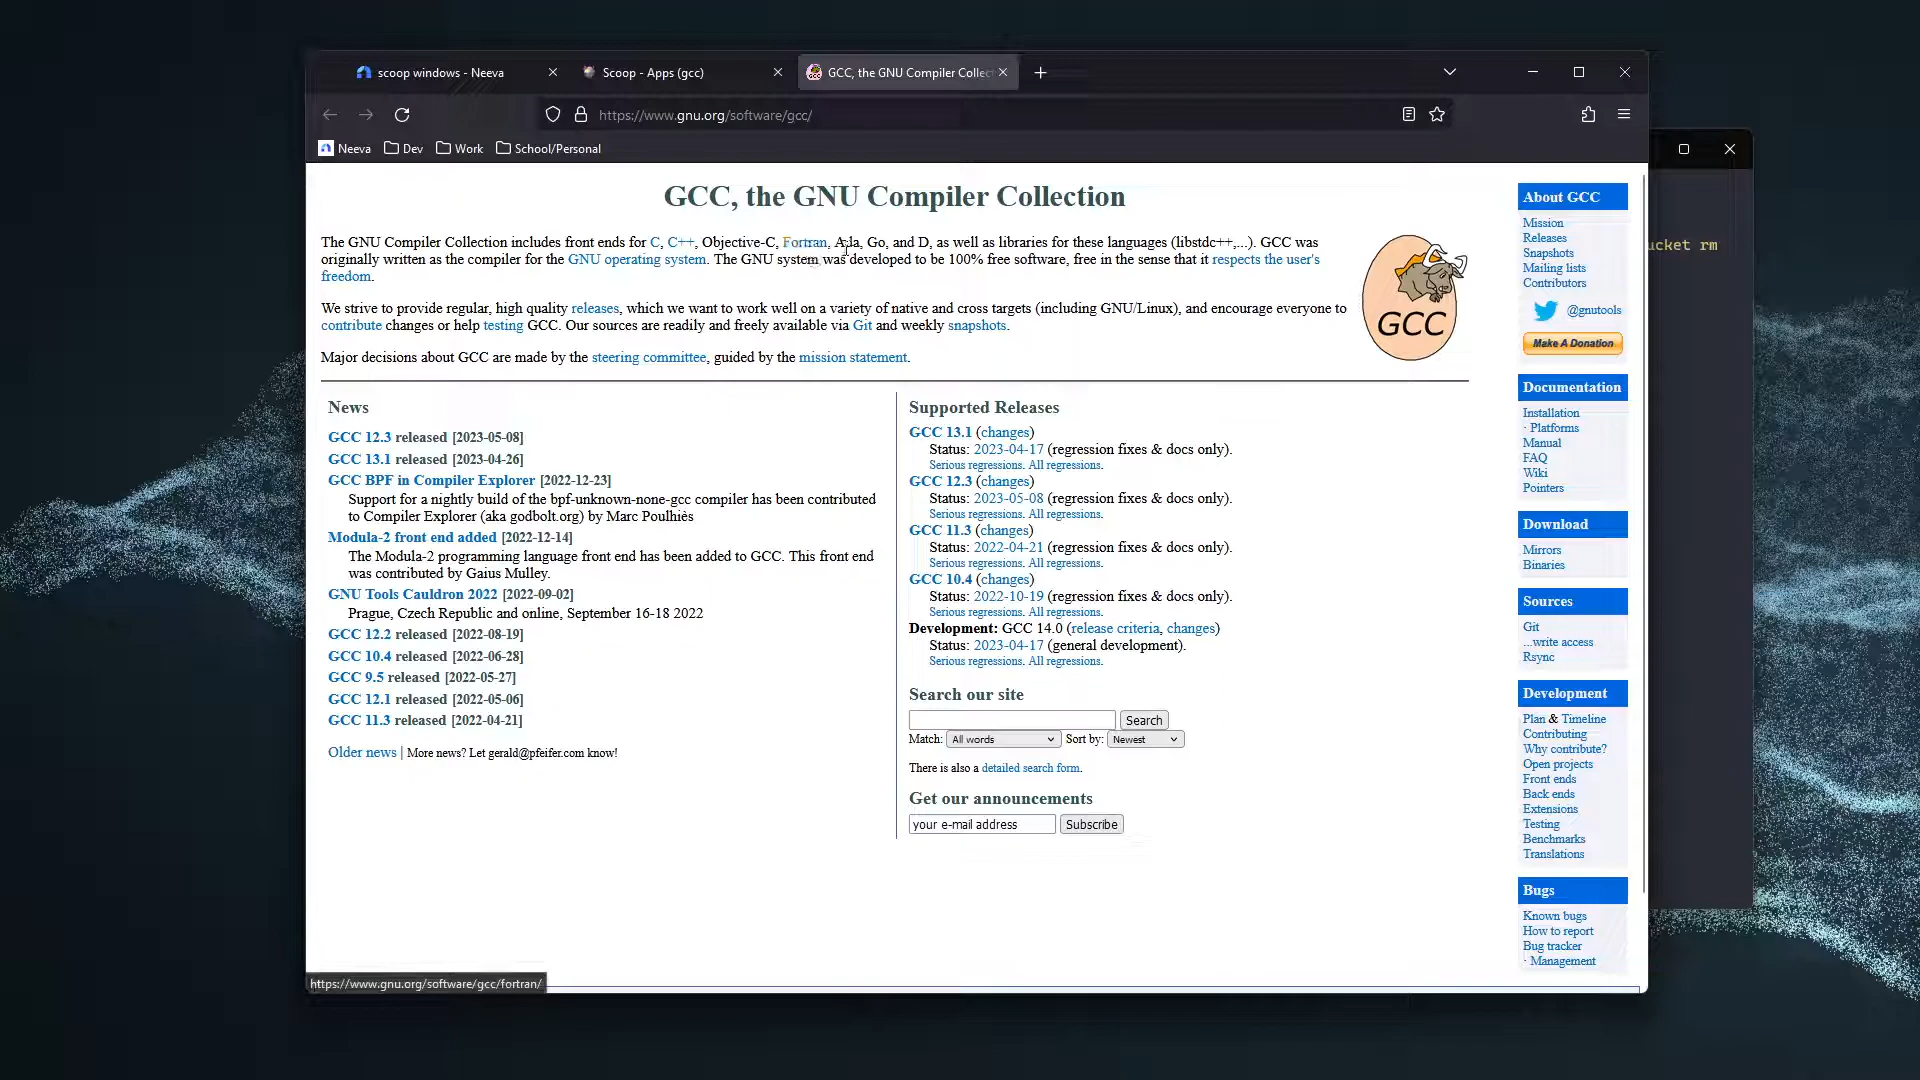 scoop windows - Neeva
Scoop - Apps (gcc)
GCC, the GNU Compiler Collec
https://www.gnu.org/software/gcc/
Neeva
Dev
Work
School/Personal
GCC, the GNU Compiler Collection
The GNU Compiler Collection includes front ends for C, C++, Objective-C, Fortran, Ada, Go, and D, as well as libraries for these languages (libstdc++,...). GCC was
originally written as the compiler for the GNU operating system. The GNU system was developed to be 100% free software, free in the sense that it respects the user's
freedom.
We strive to provide regular, high quality releases, which we want to work well on a variety of native and cross targets (including GNU/Linux), and encourage everyone to
contribute changes or help testing GCC. Our sources are readily and freely available via Git and weekly snapshots.
Major decisions about GCC are made by the steering committee, guided by the mission statement.
GCC
News
GCC 12.3 released [2023-05-08]
GCC 13.1 released [2023-04-26]
GCC BPF in Compiler Explorer [2022-12-23]
Support for a nightly build of the bpf-unknown-none-gcc compiler has been contributed
to Compiler Explorer (aka godbolt.org) by Marc Poulhiès
Modula-2 front end added [2022-12-14]
The Modula-2 programming language front end has been added to GCC. This front end
was contributed by Gaius Mulley.
GNU Tools Cauldron 2022 [2022-09-02]
Prague, Czech Republic and online, September 16-18 2022
GCC 12.2 released [2022-08-19]
GCC 10.4 released [2022-06-28]
GCC 9.5 released [2022-05-27]
GCC 12.1 released [2022-05-06]
GCC 11.3 released [2022-04-21]
Older news | More news? Let gerald@pfeifer.com know!
Supported Releases
GCC 13.1 (changes)
Status: 2023-04-17 (regression fixes & docs only).
Serious regressions. All regressions.
GCC 12.3 (changes)
Status: 2023-05-08 (regression fixes & docs only).
Serious regressions. All regressions.
GCC 11.3 (changes)
Status: 2022-04-21 (regression fixes & docs only).
Serious regressions. All regressions.
GCC 10.4 (changes)
Status: 2022-10-19 (regression fixes & docs only).
Serious regressions. All regressions.
Development: GCC 14.0 (release criteria, changes)
Status: 2023-04-17 (general development).
Serious regressions. All regressions.
Search our site
Search
Match: All words Sort by: Newest
There is also a detailed search form.
Get our announcements
your e-mail address Subscribe
About GCC
Mission
Releases
Snapshots
Mailing lists
Contributors
@gnutools
Make A Donation
Documentation
Installation
· Platforms
Manual
FAQ
Wiki
Pointers
Download
Mirrors
Binaries
Sources
Git
...write access
Rsync
Development
Plan & Timeline
Contributing
Why contribute?
Open projects
Front ends
Back ends
Extensions
Testing
Benchmarks
Translations
Bugs
Known bugs
How to report
Bug tracker
· Management
ucket rm
https://www.gnu.org/software/gcc/fortran/